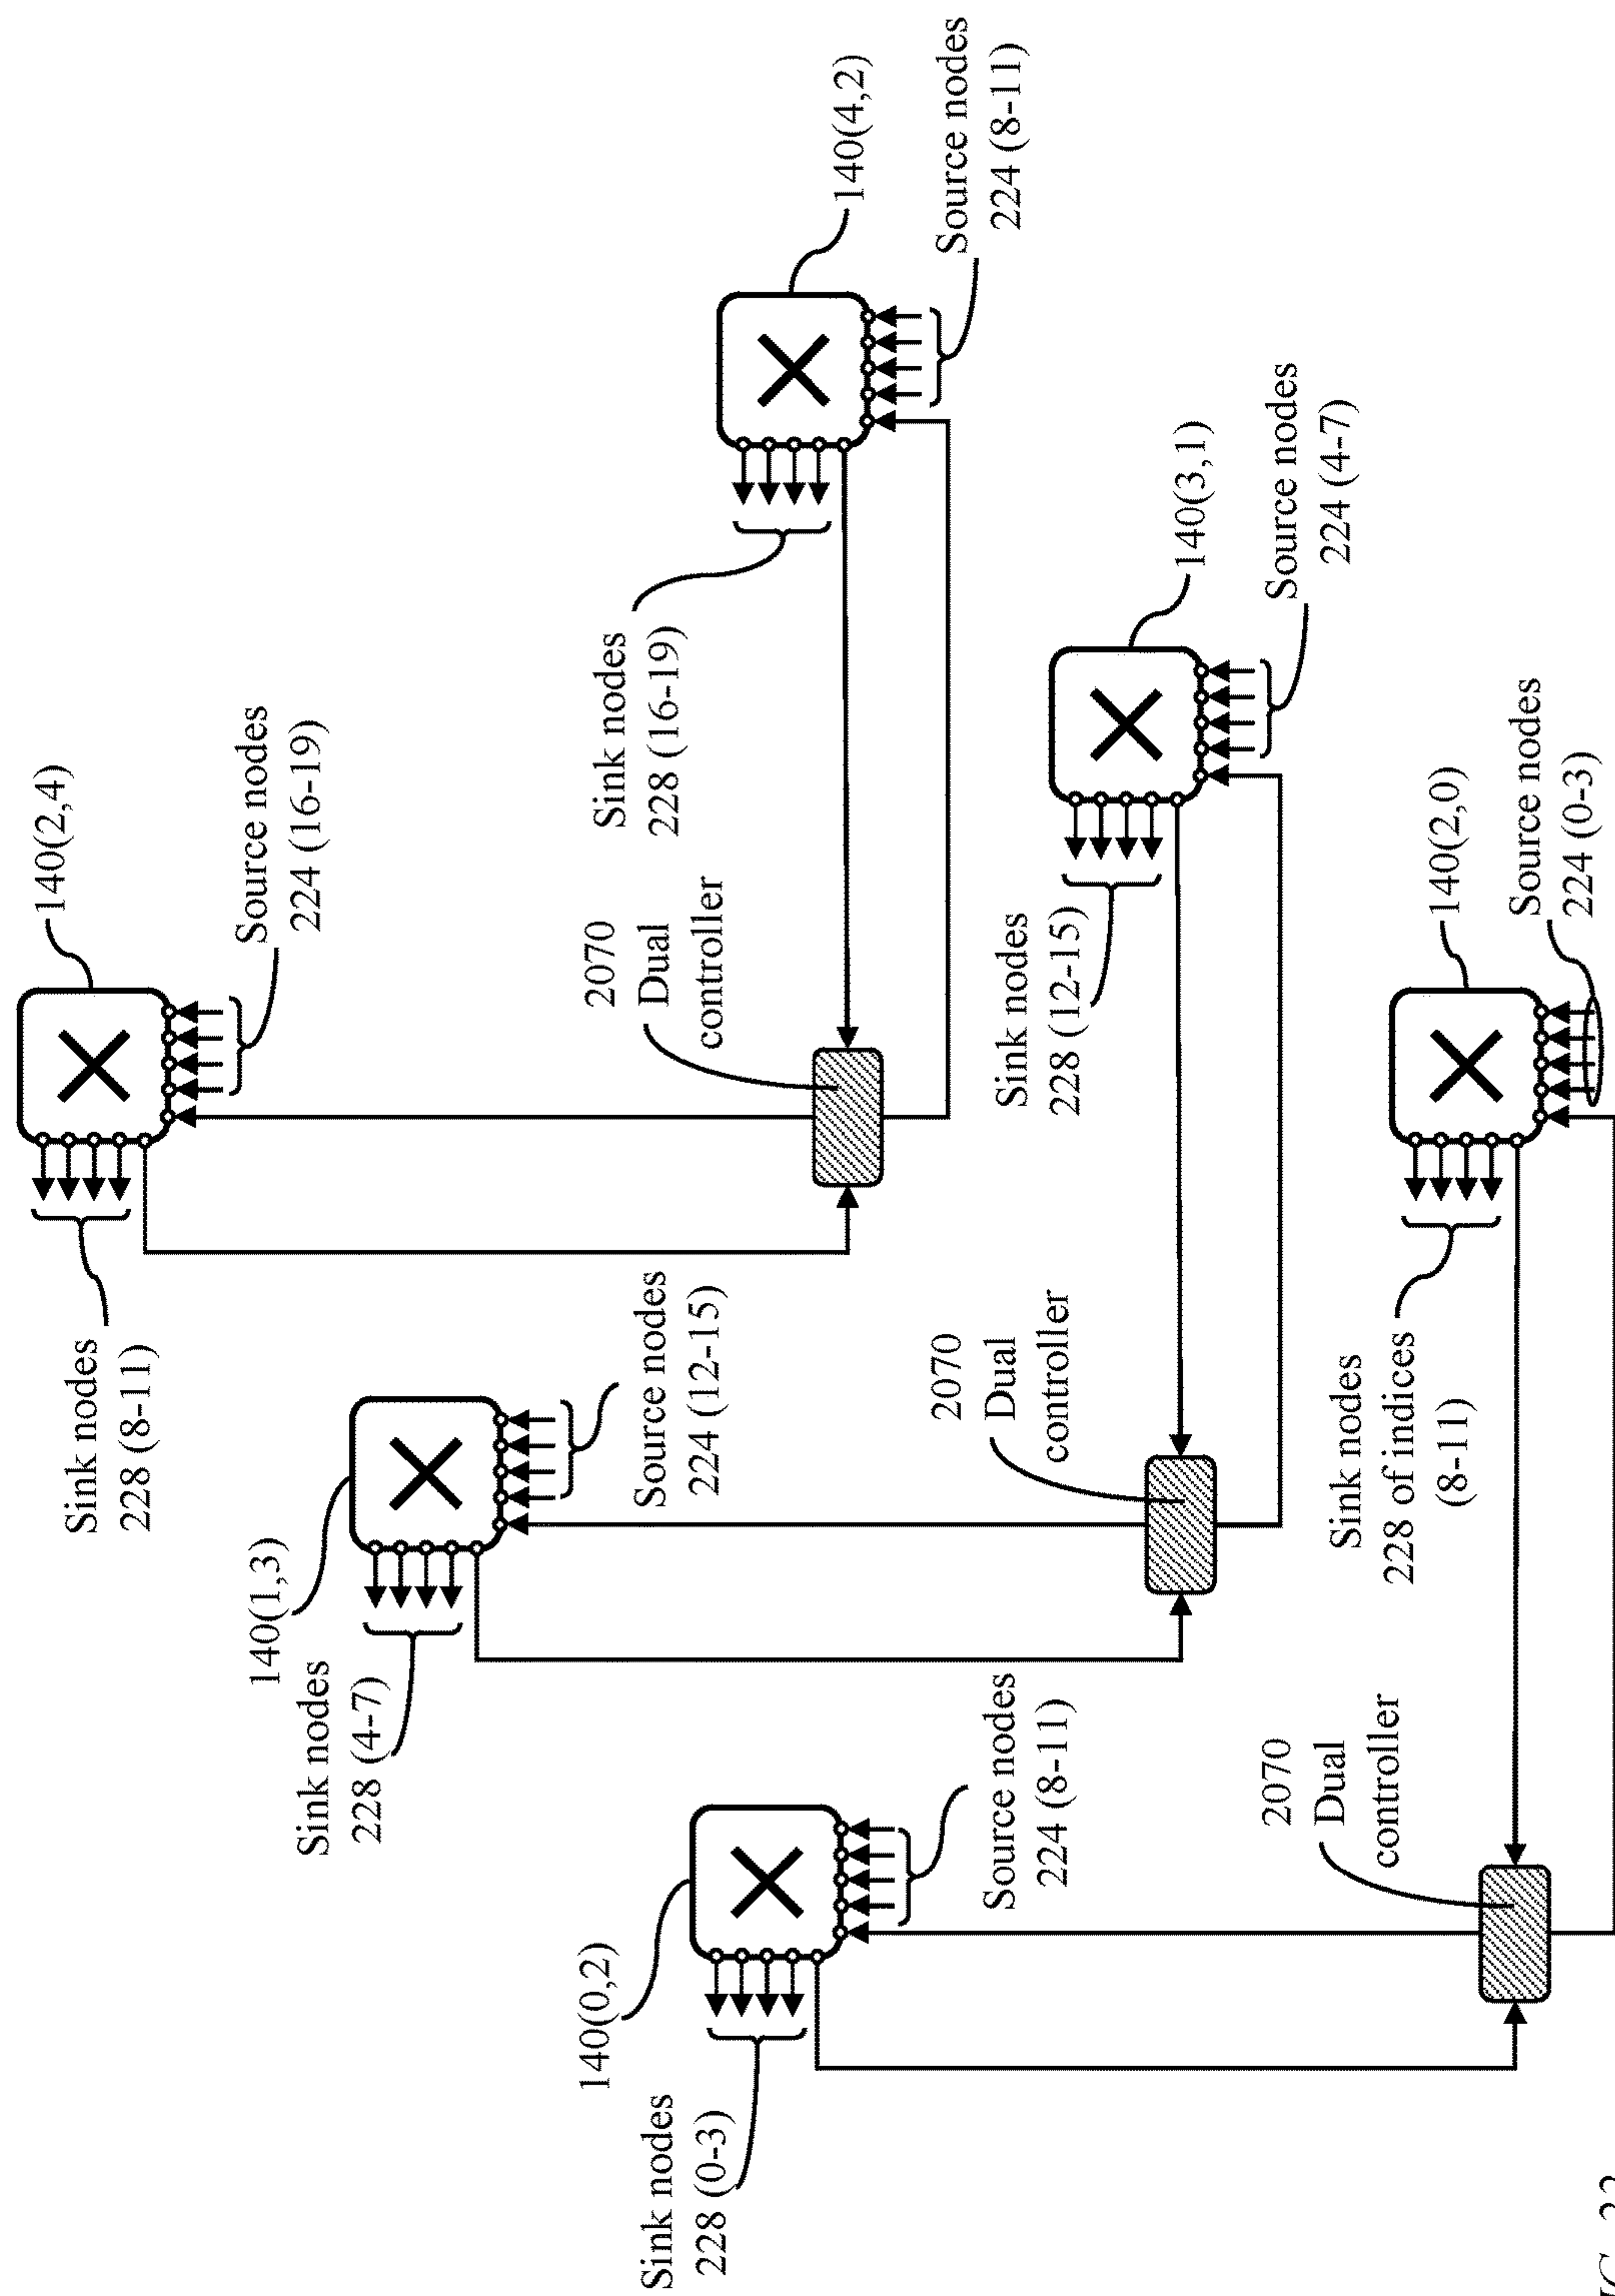 140(2,4)
Sink nodes
228 (8-11)
Source nodes
224 (16-19)
140(1,3)
Sink nodes
228 (4-7)
140(0,2)
2070
Dual
controller
Sink nodes
228 (16-19)
Source nodes
224 (12-15)
Sink nodes
228 (0-3)
140(4,2)
2070
Dual
controller
Source nodes
224 (8-11)
Source nodes
224 (8-11)
Sink nodes
228 (12-15)
140(3,1)
2070
Dual
controller
Source nodes
224 (4-7)
Sink nodes
228 of indices
(8-11)
140(2,0)
Source nodes
224 (0-3)